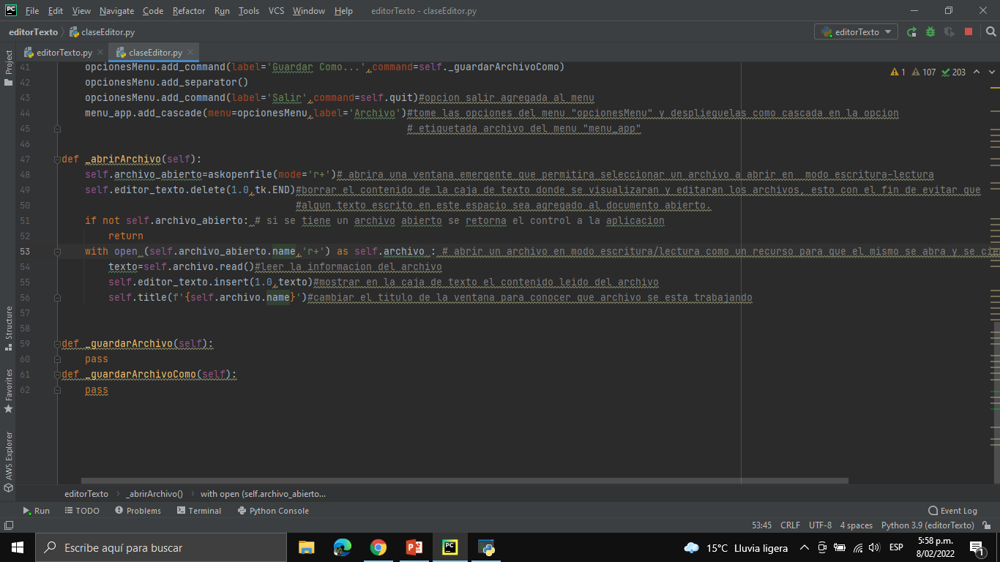 PC File Edit View Navigate Code Refactor Run Tools VCS Window Help editorTexto - claseEditor.py
editorTexto claseEditor.py editorTexto
editorTexto.py claseEditor.py
1 107 203
41 opcionesMenu.add_command(label='Guardar Como...',command=self._guardarArchivoComo)
42 opcionesMenu.add_separator()
43 opcionesMenu.add_command(label='Salir',command=self.quit)#opcion salir agregada al menu
44 menu_app.add_cascade(menu=opcionesMenu,label='Archivo')#tome las opciones del menu "opcionesMenu" y desplieguelas como cascada en la opcion
45 # etiquetada archivo del menu "menu_app"
46
47 def _abrirArchivo(self):
48 self.archivo_abierto=askopenfile(mode='r+')# abrira una ventana emergente que permitira seleccionar un archivo a abrir en  modo escritura-lectura
49 self.editor_texto.delete(1.0,tk.END)#borrar el contenido de la caja de texto donde se visualizaran y editaran los archivos, esto con el fin de evitar que
50 #algun texto escrito en este espacio sea agregado al documento abierto.
51 if not self.archivo_abierto: # si se tiene un archivo abierto se retorna el control a la aplicacion
52 return
53 with open (self.archivo_abierto.name,'r+') as self.archivo : # abrir un archivo en modo escritura/lectura como un recurso para que el mismo se abra y se cie
54 texto=self.archivo.read()#leer la informacion del archivo
55 self.editor_texto.insert(1.0,texto)#mostrar en la caja de texto el contenido leido del archivo
56 self.title(f'{self.archivo.name}')#cambiar el titulo de la ventana para conocer que archivo se esta trabajando
57
58
59 def _guardarArchivo(self):
60 pass
61 def _guardarArchivoComo(self):
62 pass
Project
Structure
Favorites
AWS Explorer
editorTexto _abrirArchivo() with open (self.archivo_abierto...
Run TODO Problems Terminal Python Console Event Log
53:45 CRLF UTF-8 4 spaces Python 3.9 (editorTexto)
Escribe aquí para buscar
PC
15°C Lluvia ligera ESP
5:58 p.m.
8/02/2022
1